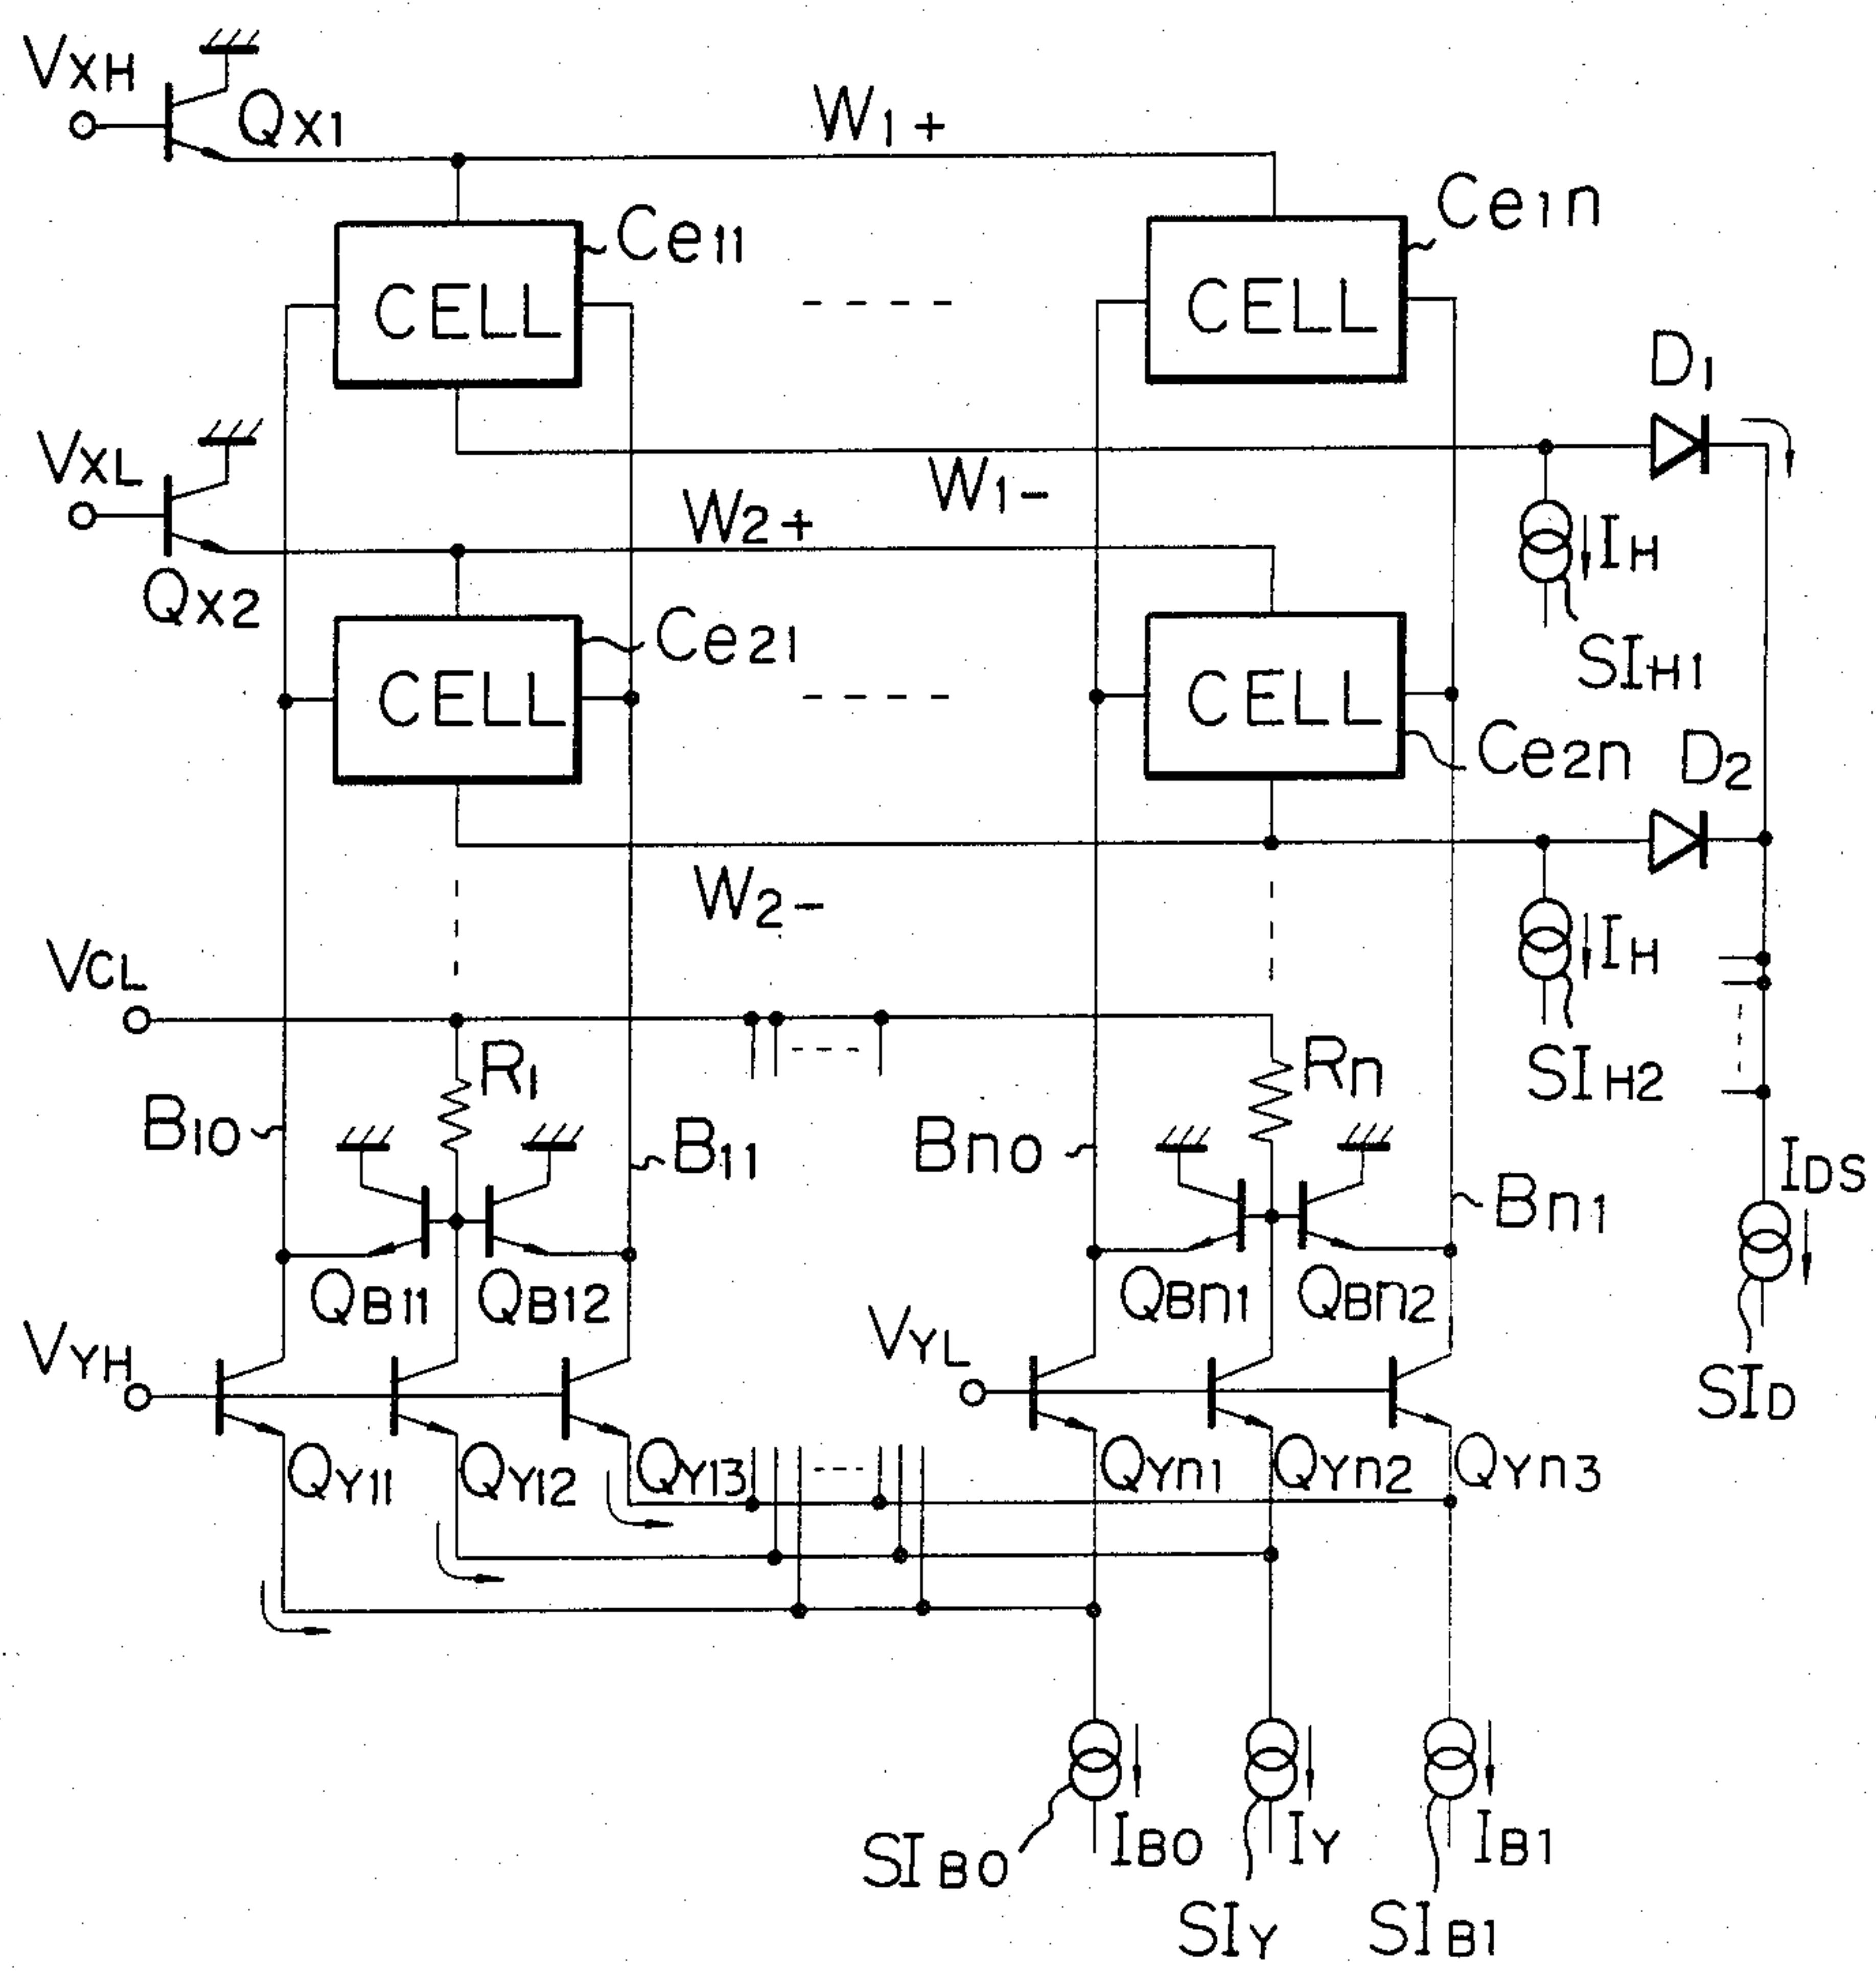 VXH
QX1
W1+
Ce11
Ce1n
CELL
CELL
D1
VXL
W1-
W2+
IH
QX2
Ce21
SIH1
CELL
CELL
Ce2n
D2
W2-
IH
VCL
SIH2
R1
Rn
B10
B11
Bn0
Bn1
IDS
QB11
QB12
QBn1
QBn2
VYH
VYL
SID
QY11
QY12
QY13
QYn1
QYn2
QYn3
IB0
IY
IB1
SIB0
SIY
SIB1